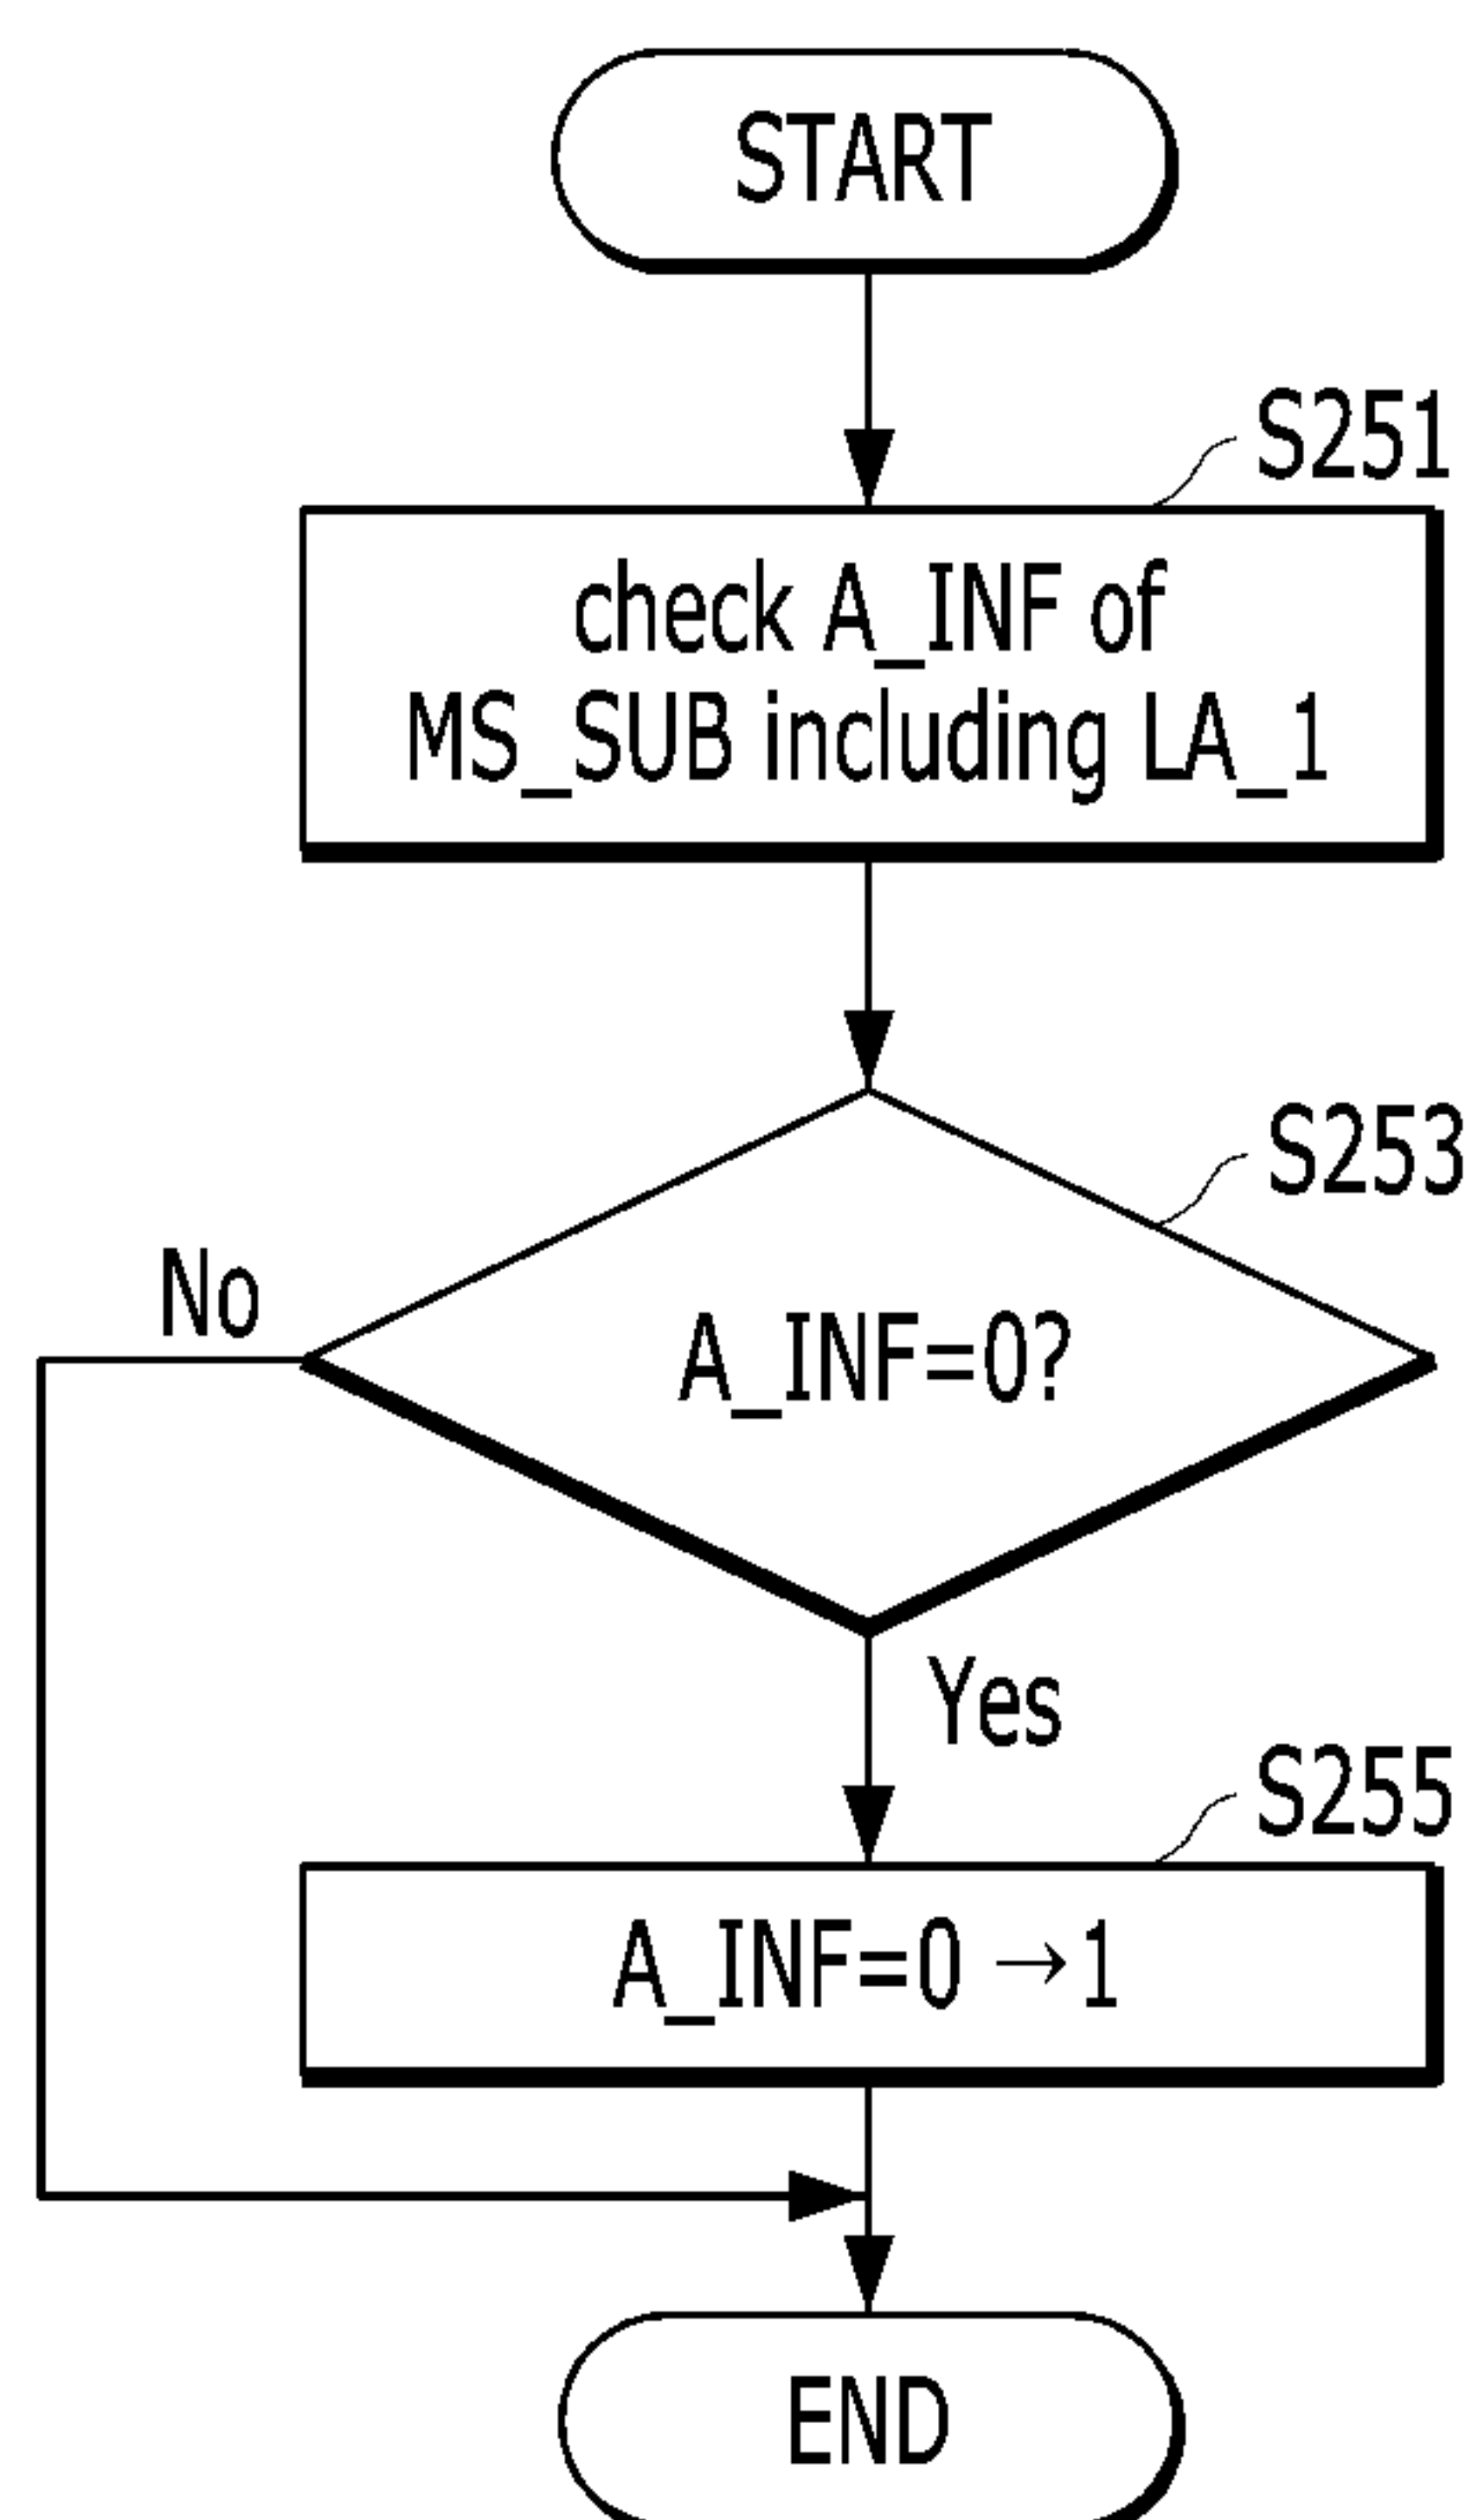 START
S251
check A_INF of
MS_SUB including LA_1
S253
No
A_INF=0?
Yes
S255
A_INF=0 →1
END